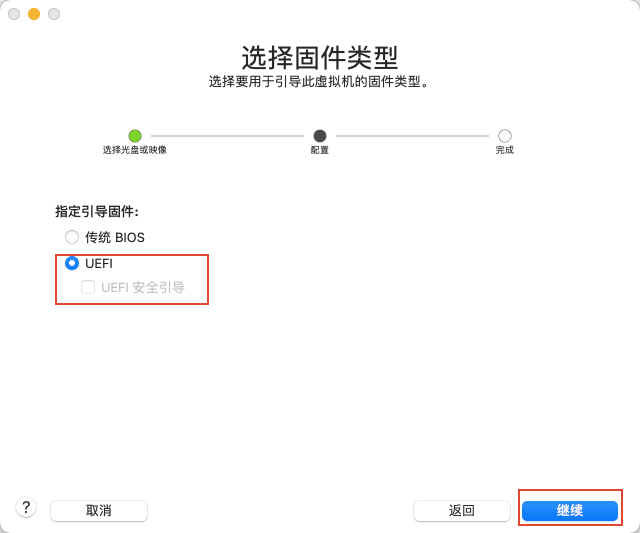 选择固件类型
选择要用于引导此虚拟机的固件类型。
选择光盘或映像
配置
完成
指定引导固件:
传统 BIOS
UEFI
UEFI 安全引导
?
取消
返回
继续